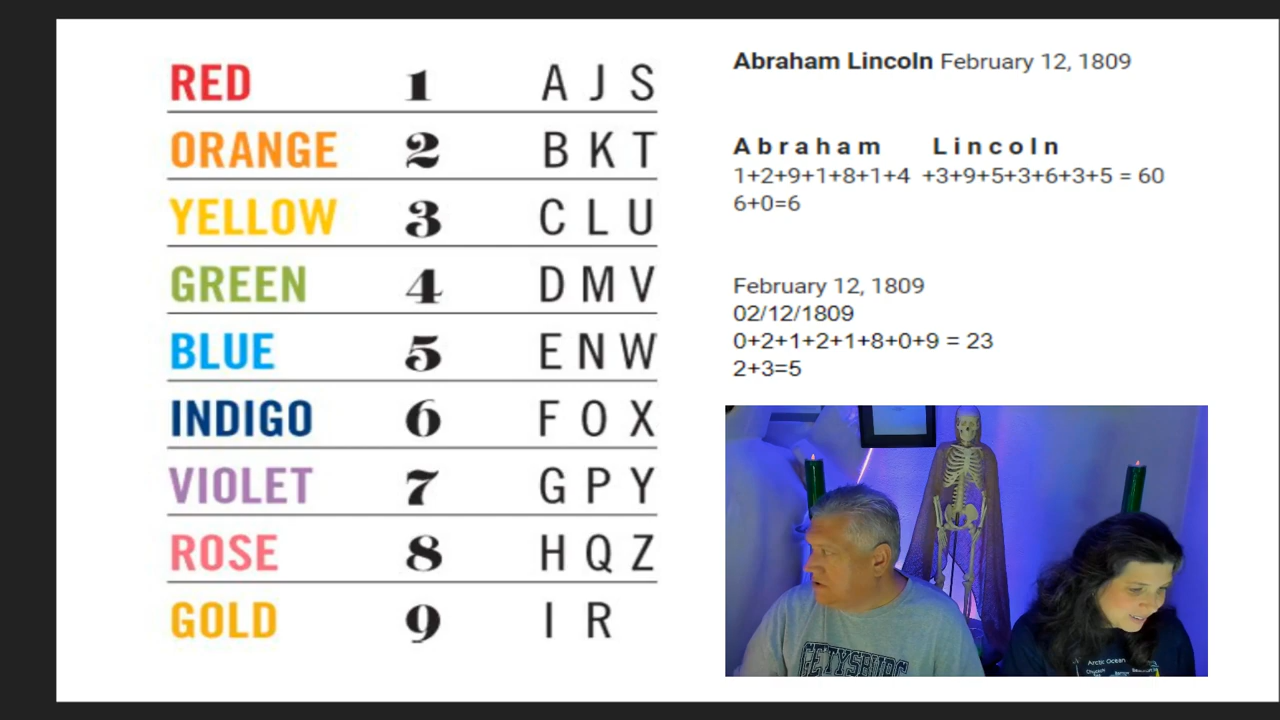 RED 1 A J S
ORANGE 2 B K T
YELLOW 3 C L U
GREEN 4 D M V
BLUE 5 E N W
INDIGO 6 F O X
VIOLET 7 G P Y
ROSE 8 H Q Z
GOLD 9 I R
Abraham Lincoln February 12, 1809
Abraham Lincoln
1+2+9+1+8+1+4 +3+9+5+3+6+3+5 = 60
6+0=6
February 12, 1809
02/12/1809
0+2+1+2+1+8+0+9 = 23
2+3=5
GETYSBURG
Arctic Ocean